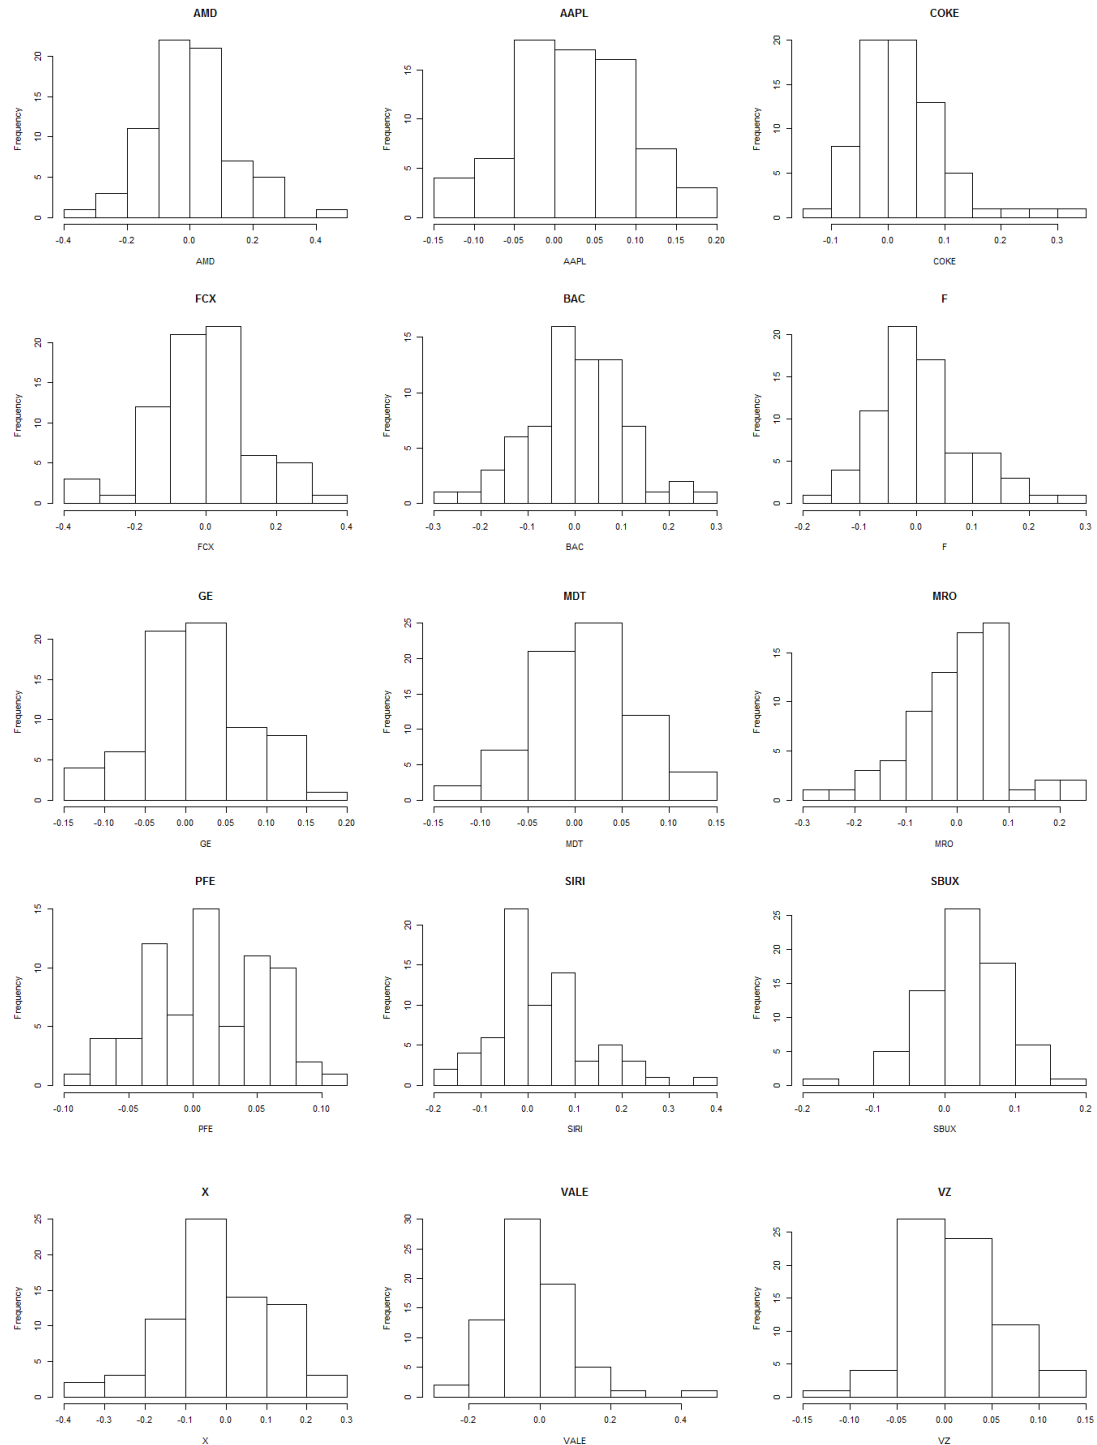 AMD AAPL COKE
Frequency
0 5 10 15 20
-0.4 -0.2 0.0 0.2 0.4
AMD
Frequency
0 5 10 15
-0.15 -0.10 -0.05 0.00 0.05 0.10 0.15 0.20
AAPL
Frequency
0 5 10 15 20
-0.1 0.0 0.1 0.2 0.3
COKE
FCX BAC F
Frequency
0 5 10 15 20
-0.4 -0.2 0.0 0.2 0.4
FCX
Frequency
0 5 10 15
-0.3 -0.2 -0.1 0.0 0.1 0.2 0.3
BAC
Frequency
0 5 10 15 20
-0.2 -0.1 0.0 0.1 0.2 0.3
F
GE MDT MRO
Frequency
0 5 10 15 20
-0.15 -0.10 -0.05 0.00 0.05 0.10 0.15 0.20
GE
Frequency
0 5 10 15 20 25
-0.15 -0.10 -0.05 0.00 0.05 0.10 0.15
MDT
Frequency
0 5 10 15
-0.3 -0.2 -0.1 0.0 0.1 0.2
MRO
PFE SIRI SBUX
Frequency
0 5 10 15
-0.10 -0.05 0.00 0.05 0.10
PFE
Frequency
0 5 10 15 20
-0.2 -0.1 0.0 0.1 0.2 0.3 0.4
SIRI
Frequency
0 5 10 15 20 25
-0.2 -0.1 0.0 0.1 0.2
SBUX
X VALE VZ
Frequency
0 5 10 15 20 25
-0.4 -0.3 -0.2 -0.1 0.0 0.1 0.2 0.3
X
Frequency
0 5 10 15 20 25 30
-0.2 0.0 0.2 0.4
VALE
Frequency
0 5 10 15 20 25
-0.15 -0.10 -0.05 0.00 0.05 0.10 0.15
VZ